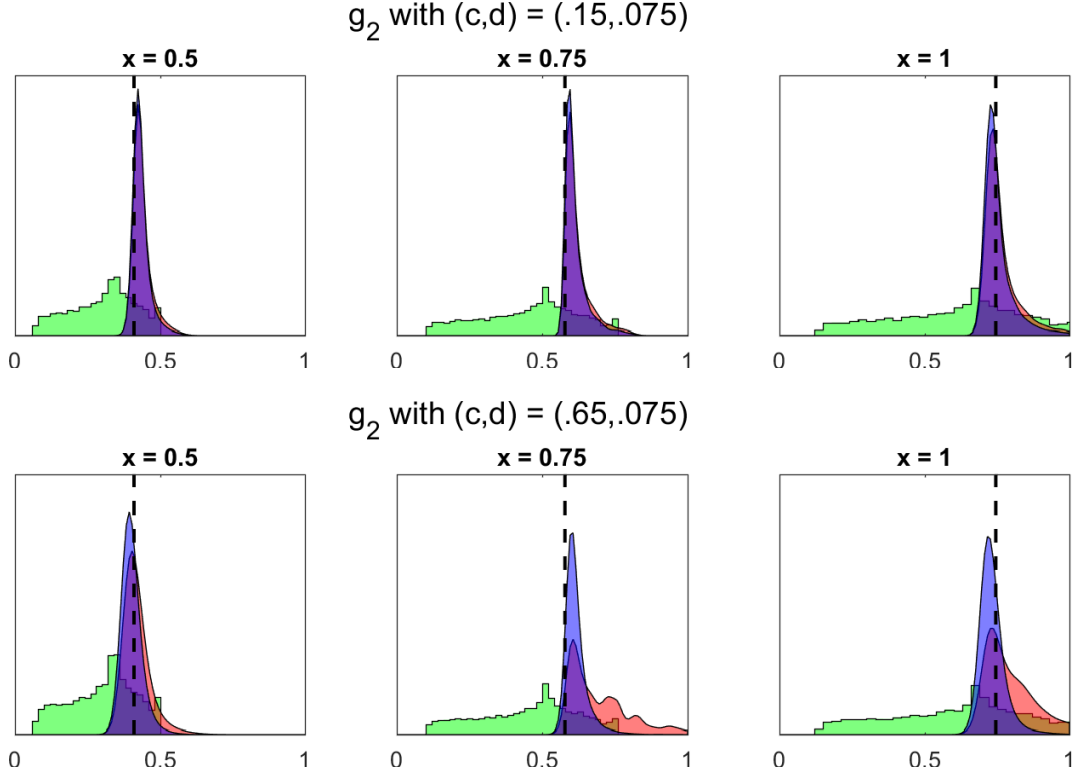 g₂ with (c,d) = (.15,.075)
x = 0.5 x = 0.75 x = 1
0 0.5 1 0 0.5 1 0 0.5 1
g₂ with (c,d) = (.65,.075)
x = 0.5 x = 0.75 x = 1
0 0.5 1 0 0.5 1 0 0.5 1